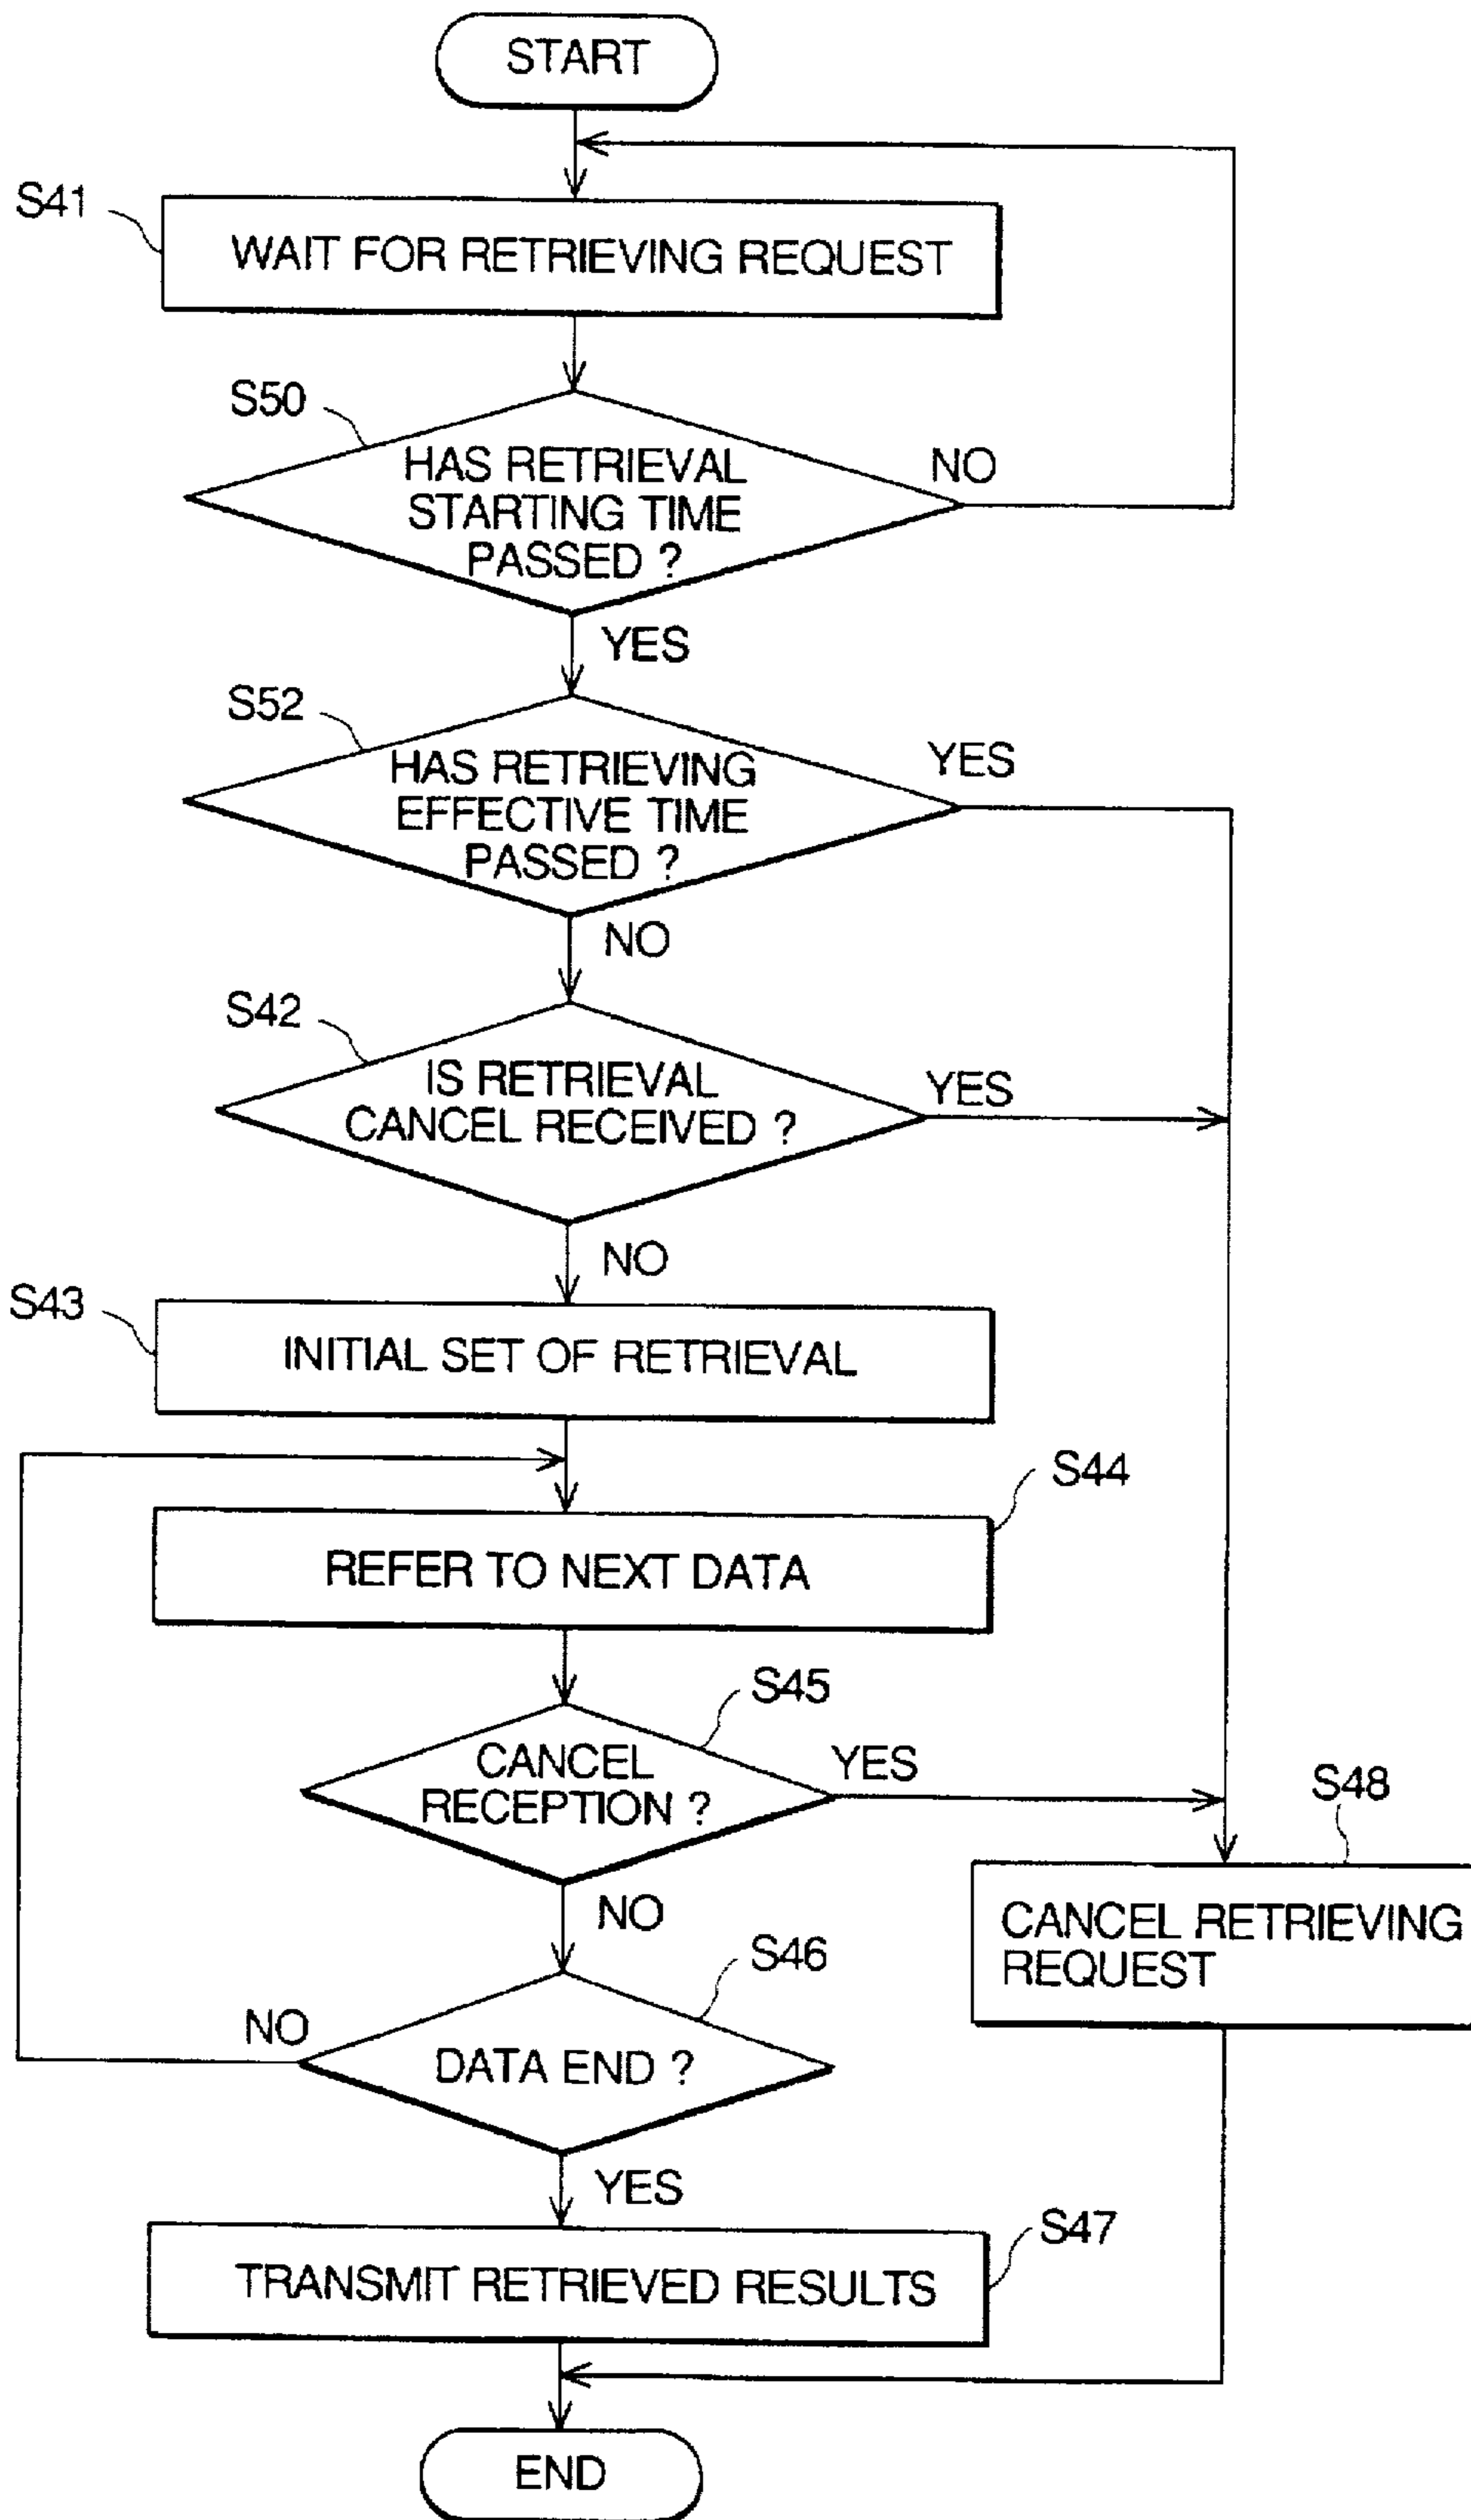 START
S41
WAIT FOR RETRIEVING REQUEST
S50
HAS RETRIEVAL
STARTING TIME
PASSED ?
NO
YES
S52
HAS RETRIEVING
EFFECTIVE TIME
PASSED ?
YES
NO
S42
IS RETRIEVAL
CANCEL RECEIVED ?
YES
NO
S43
INITIAL SET OF RETRIEVAL
S44
REFER TO NEXT DATA
S45
CANCEL
RECEPTION ?
YES
NO
S48
CANCEL RETRIEVING
REQUEST
S46
DATA END ?
NO
YES
S47
TRANSMIT RETRIEVED RESULTS
END